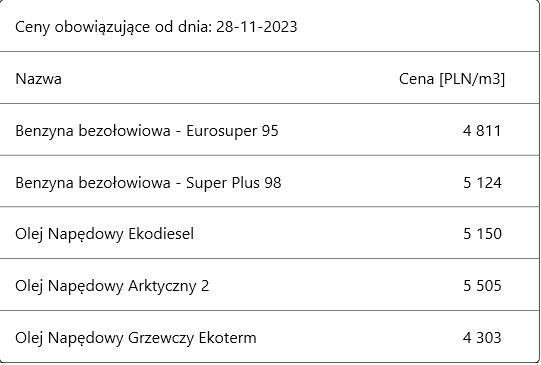 Ceny obowiązujące od dnia: 28-11-2023
Nazwa Cena [PLN/m3]
Benzyna bezołowiowa - Eurosuper 95 4 811
Benzyna bezołowiowa - Super Plus 98 5 124
Olej Napędowy Ekodiesel 5 150
Olej Napędowy Arktyczny 2 5 505
Olej Napędowy Grzewczy Ekoterm 4 303